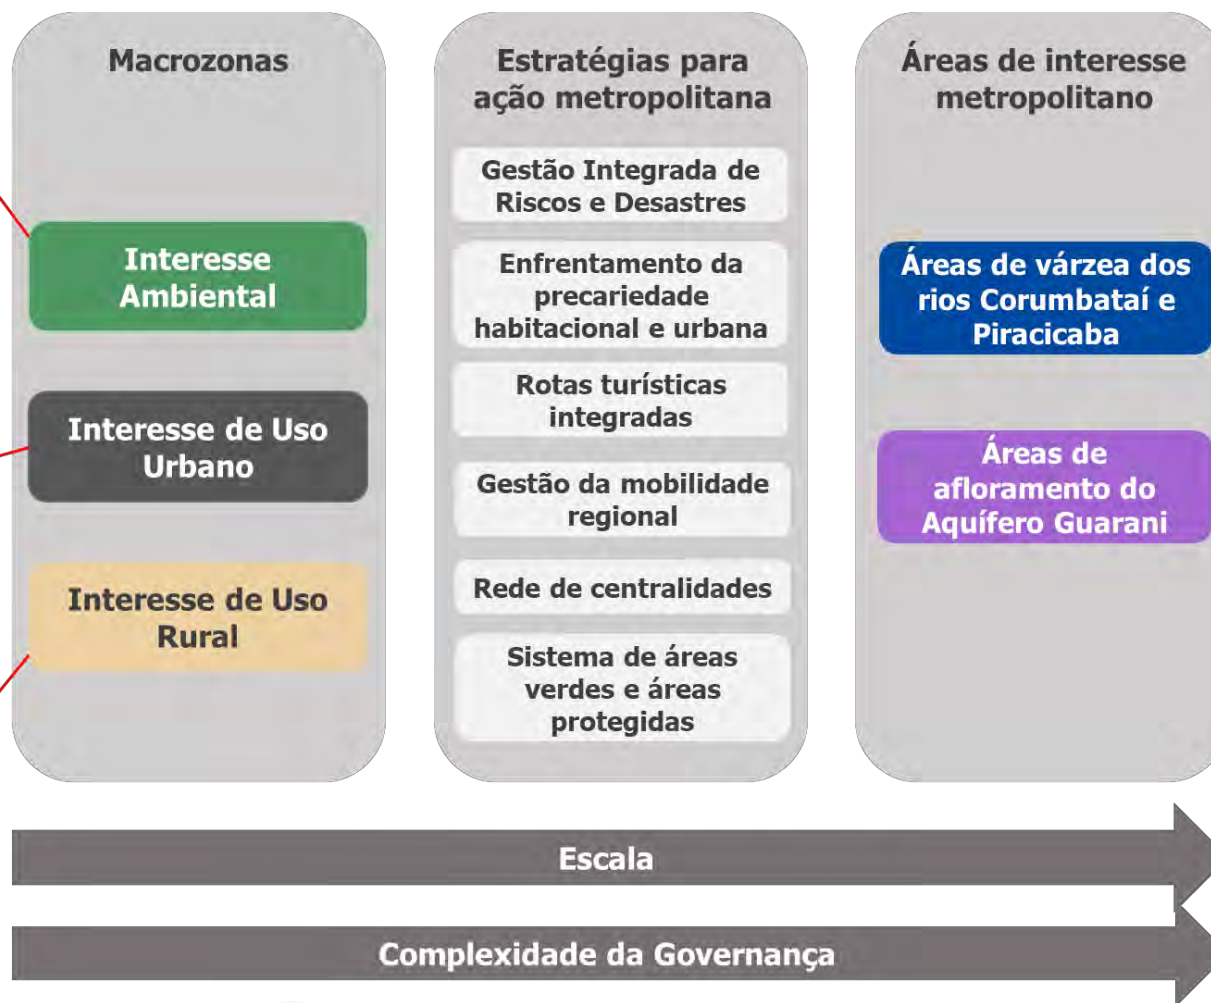 Macrozonas
Interesse
Ambiental
Interesse de Uso
Urbano
Interesse de Uso
Rural
Estratégias para
ação metropolitana
Gestão Integrada de
Riscos e Desastres
Enfrentamento da
precariedade
habitacional e urbana
Rotas turísticas
integradas
Gestão da mobilidade
regional
Rede de centralidades
Sistema de áreas
verdes e áreas
protegidas
Áreas de interesse
metropolitano
Áreas de várzea dos
rios Corumbataí e
Piracicaba
Áreas de
afloramento do
Aquífero Guarani
Escala
Complexidade da Governança